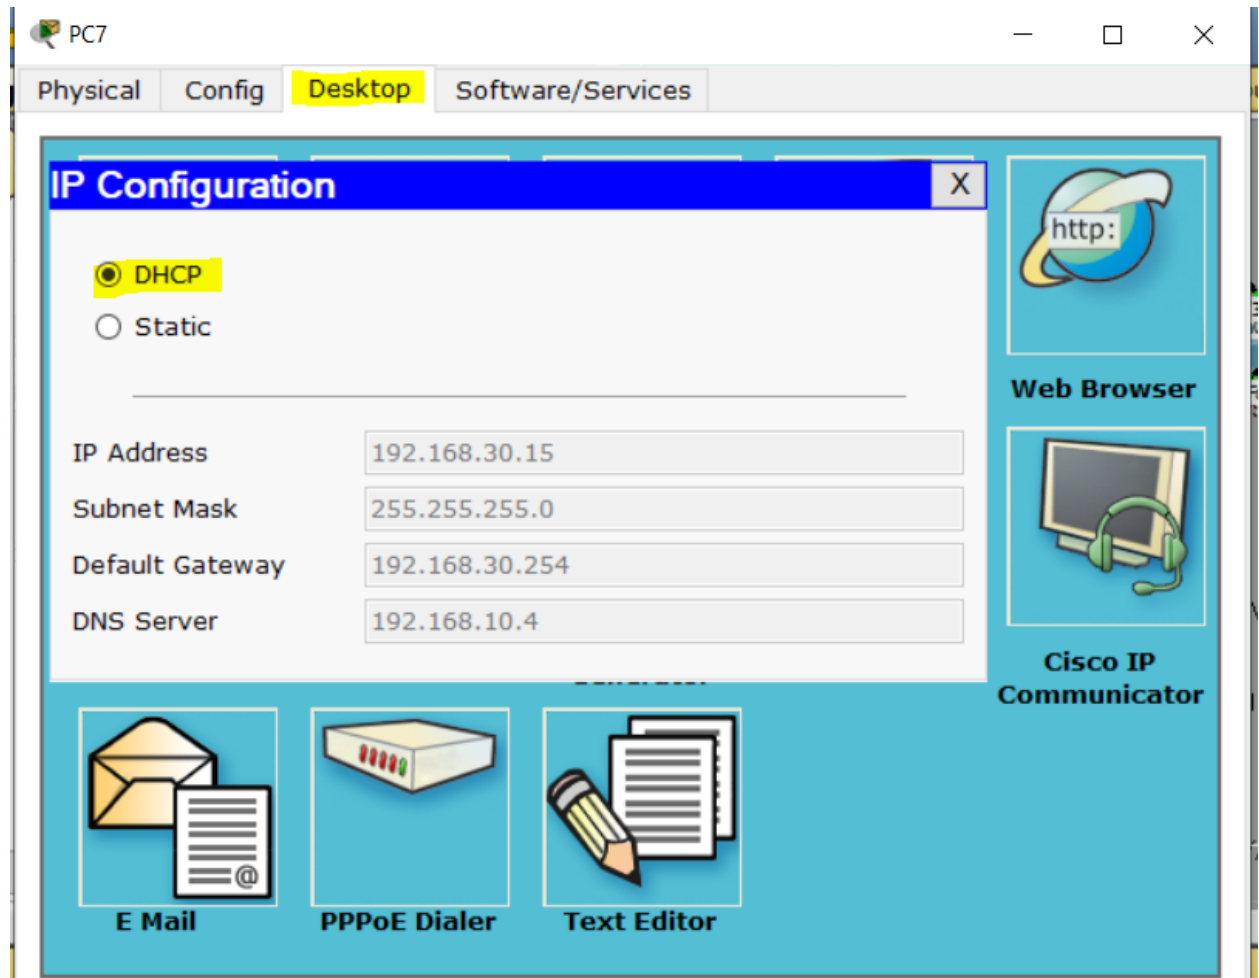 PC7
Physical Config Desktop Software/Services
IP Configuration X
DHCP
Static
IP Address 192.168.30.15
Subnet Mask 255.255.255.0
Default Gateway 192.168.30.254
DNS Server 192.168.10.4
http:
Web Browser
Cisco IP
Communicator
@
E Mail
PPPoE Dialer
Text Editor